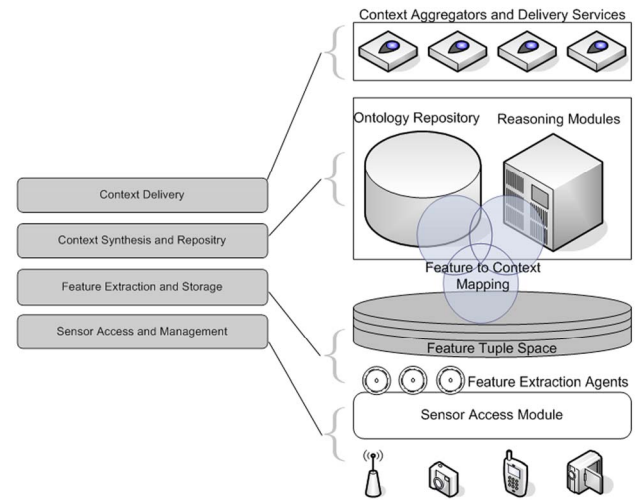 Context Aggregators and Delivery Services
Ontology Repository
Reasoning Modules
Context Delivery
Context Synthesis and Repositry
Feature to Context
Mapping
Feature Extraction and Storage
Sensor Access and Management
Feature Tuple Space
Feature Extraction Agents
Sensor Access Module